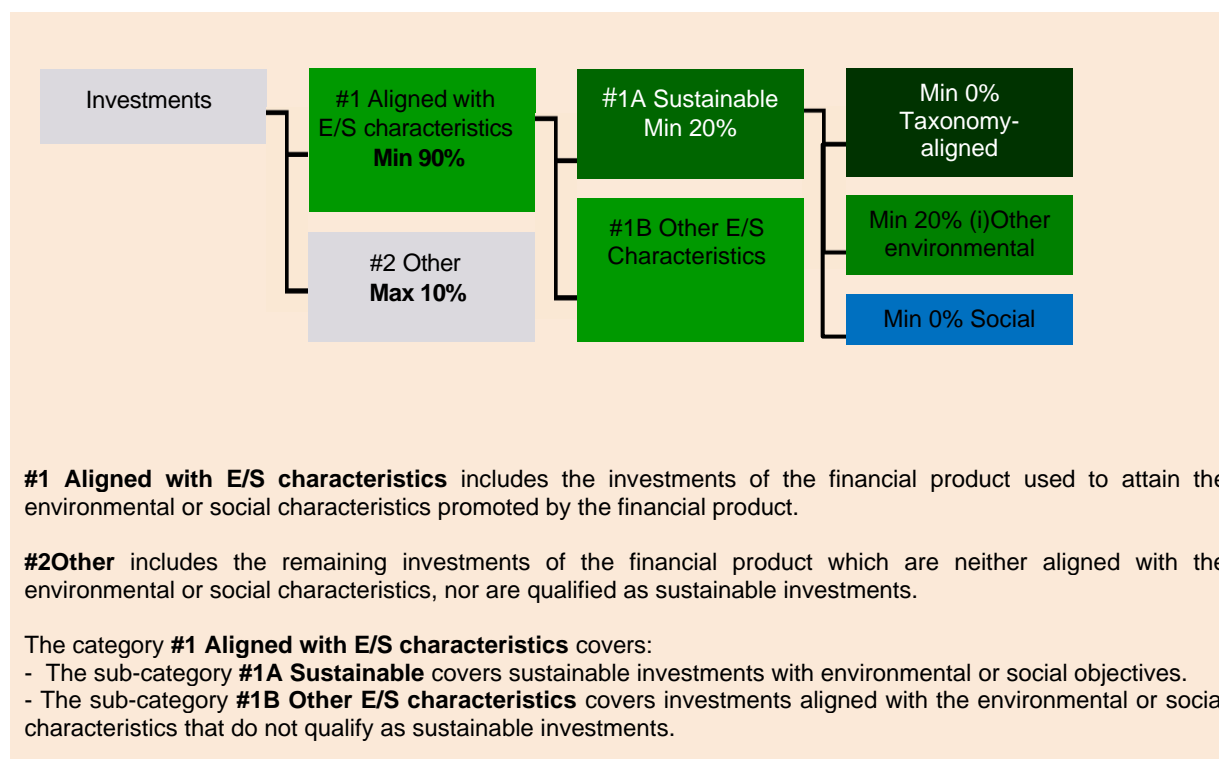 Investments
#1 Aligned with
E/S characteristics
Min 90%
#2 Other
Max 10%
#1A Sustainable
Min 20%
#1B Other E/S
Characteristics
Min 0%
Taxonomy-
aligned
Min 20% (i)Other
environmental
Min 0% Social
#1 Aligned with E/S characteristics includes the investments of the financial product used to attain the
environmental or social characteristics promoted by the financial product.
#2Other includes the remaining investments of the financial product which are neither aligned with the
environmental or social characteristics, nor are qualified as sustainable investments.
The category #1 Aligned with E/S characteristics covers:
- The sub-category #1A Sustainable covers sustainable investments with environmental or social objectives.
- The sub-category #1B Other E/S characteristics covers investments aligned with the environmental or social
characteristics that do not qualify as sustainable investments.